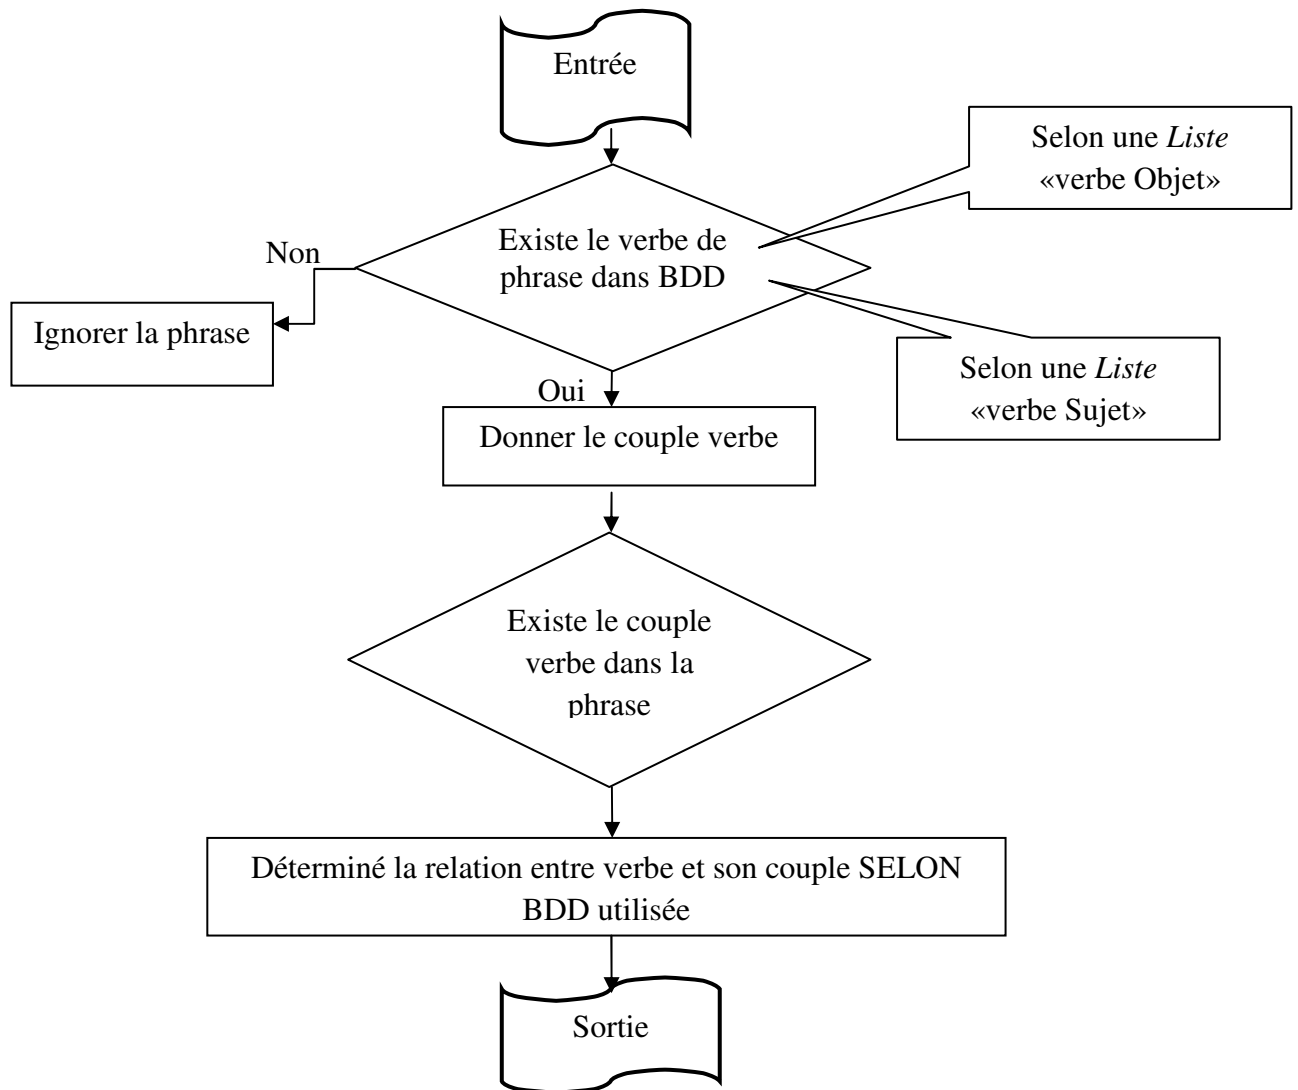 Entrée
Selon une Liste
«verbe Objet»
Existe le verbe de
phrase dans BDD
Non
Ignorer la phrase
Selon une Liste
«verbe Sujet»
Oui
Donner le couple verbe
Existe le couple
verbe dans la
phrase
Déterminé la relation entre verbe et son couple SELON
BDD utilisée
Sortie